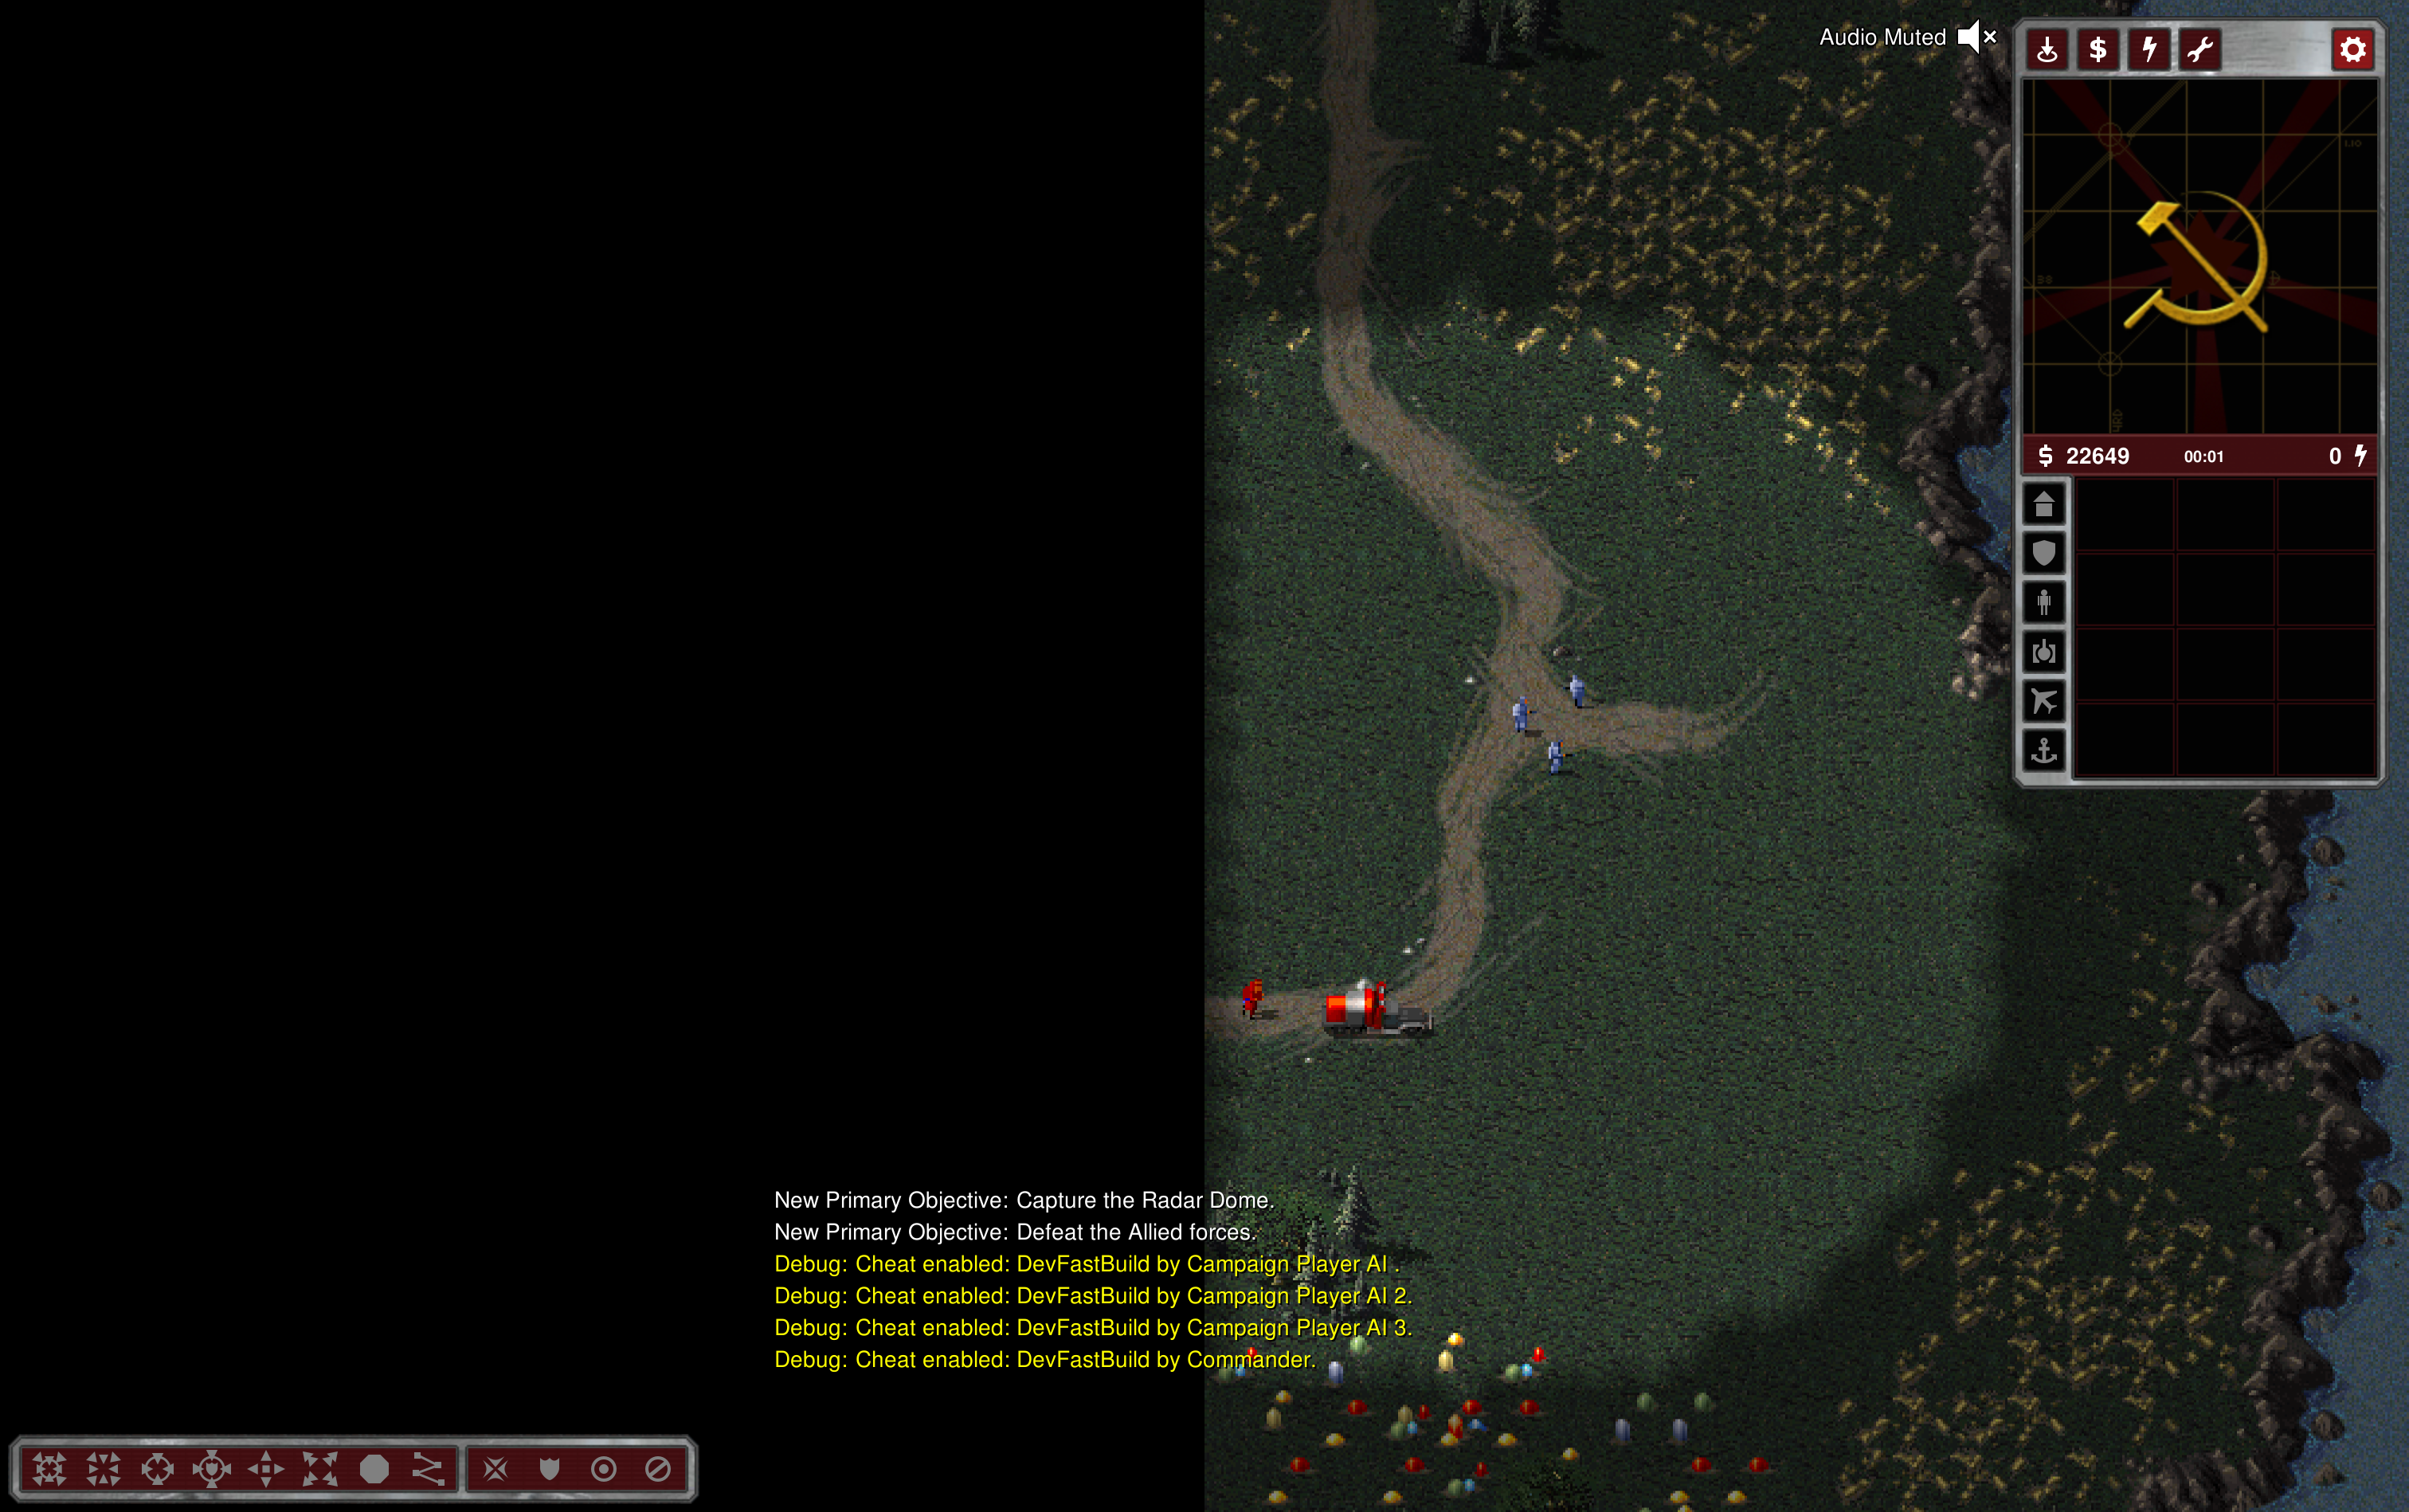 Audio Muted
$ 22649 00:01 0
New Primary Objective: Capture the Radar Dome.
New Primary Objective: Defeat the Allied forces.
Debug: Cheat enabled: DevFastBuild by Campaign Player AI .
Debug: Cheat enabled: DevFastBuild by Campaign Player AI 2.
Debug: Cheat enabled: DevFastBuild by Campaign Player AI 3.
Debug: Cheat enabled: DevFastBuild by Commander.